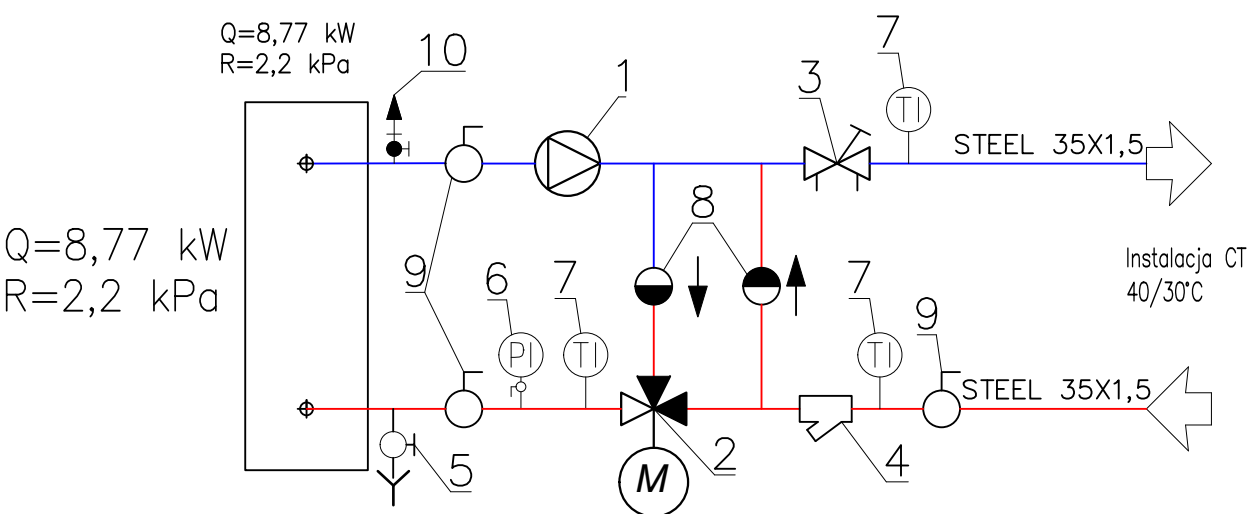 Q=8,77 kW
R=2,2 kPa
10
1
3
7
TI
STEEL 35X1,5
Q=8,77 kW
R=2,2 kPa
8
Instalacja CT
40/30°C
9
6
7
7
9
PI
TI
TI
STEEL 35X1,5
5
M
2
4